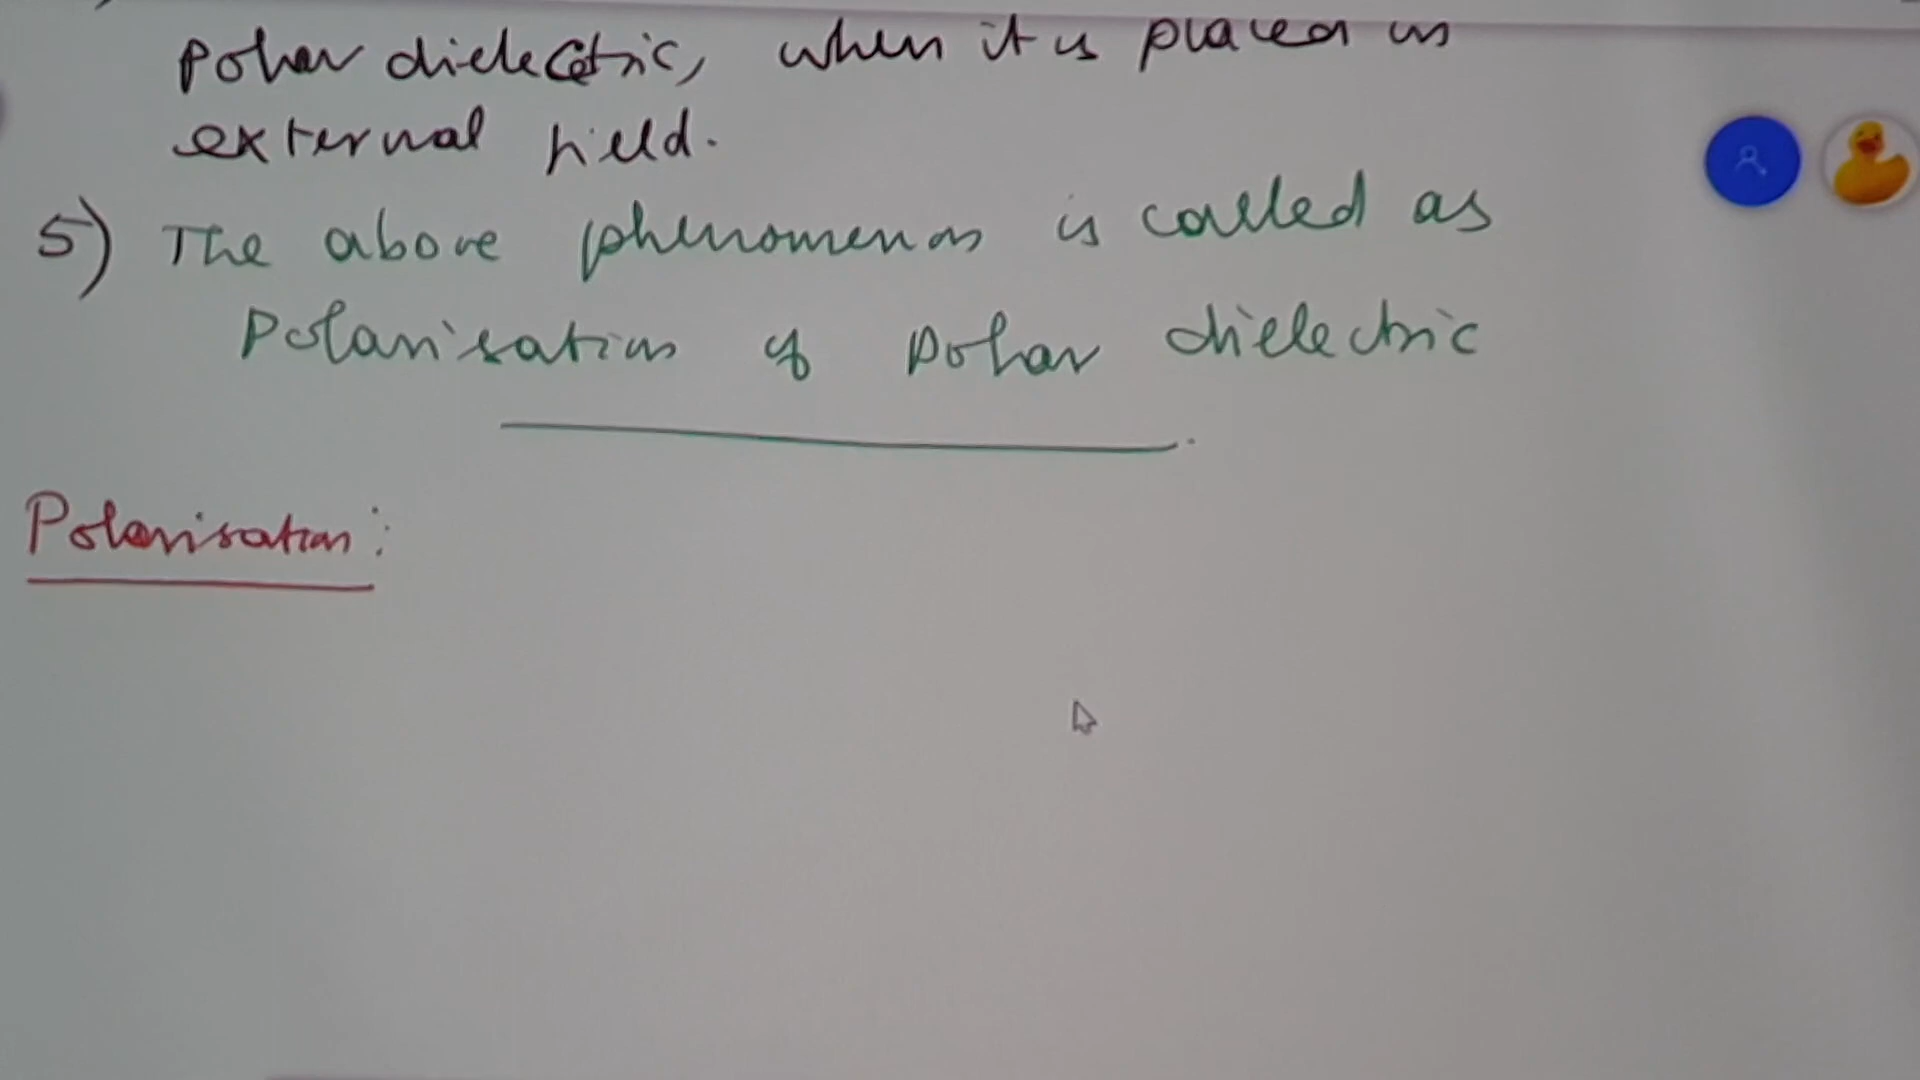 polar dielectric, when it is placed in
external field.
5) The above phenomenon is called as
Polarisation of polar dielectric
Polarisation: